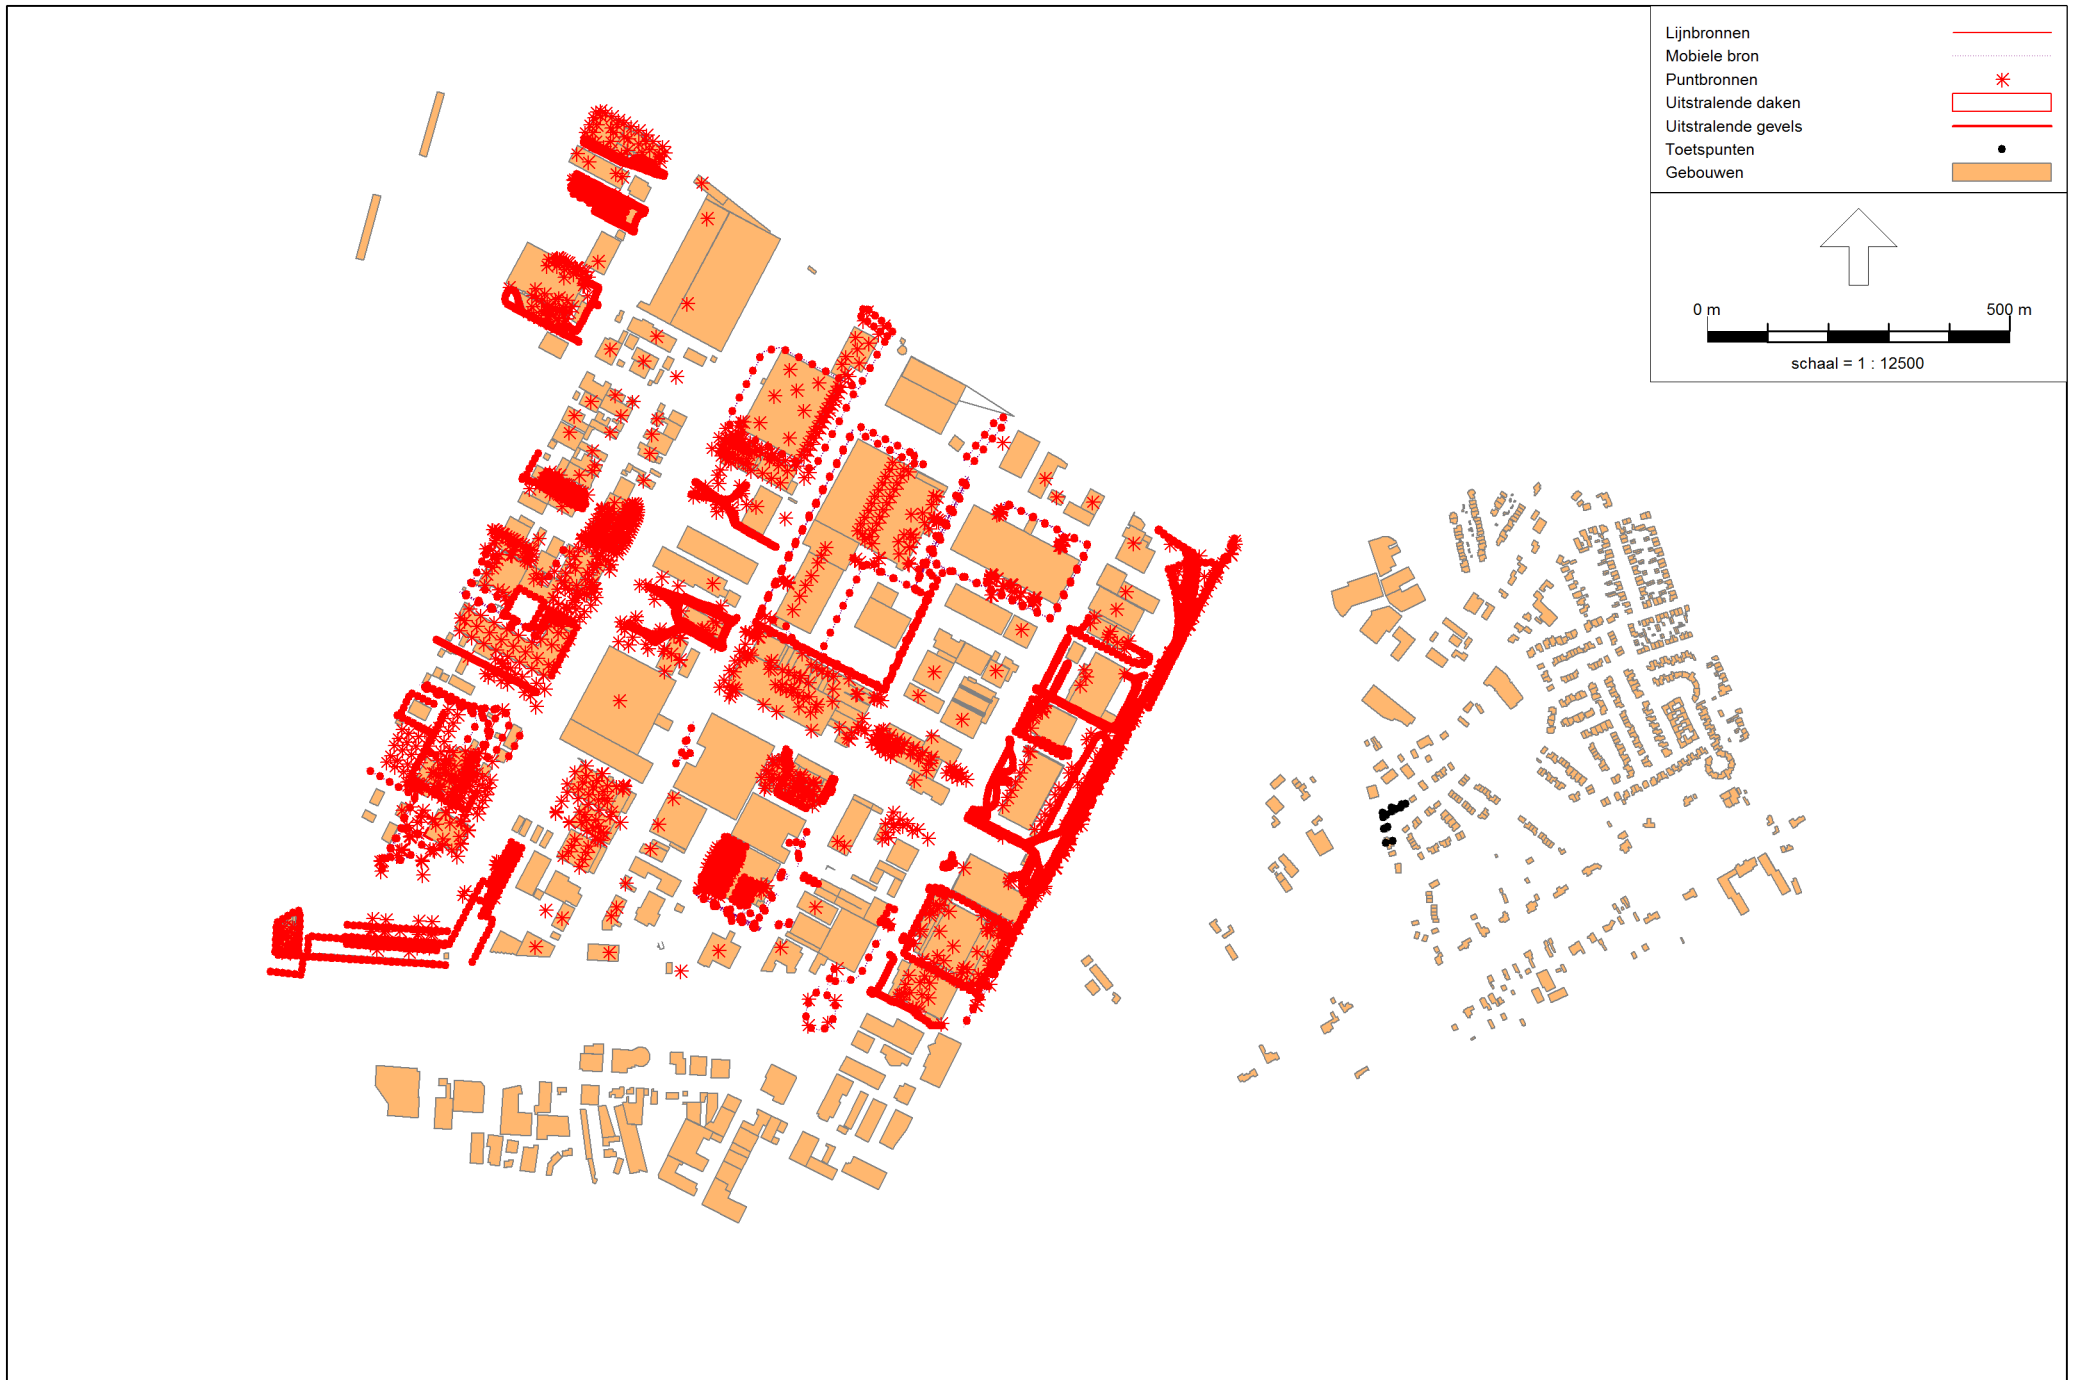 Lijnbronnen
Mobiele bron
Puntbronnen
Uitstralende daken
Uitstralende gevels
Toetspunten
Gebouwen
0 m 500 m
schaal = 1 : 12500